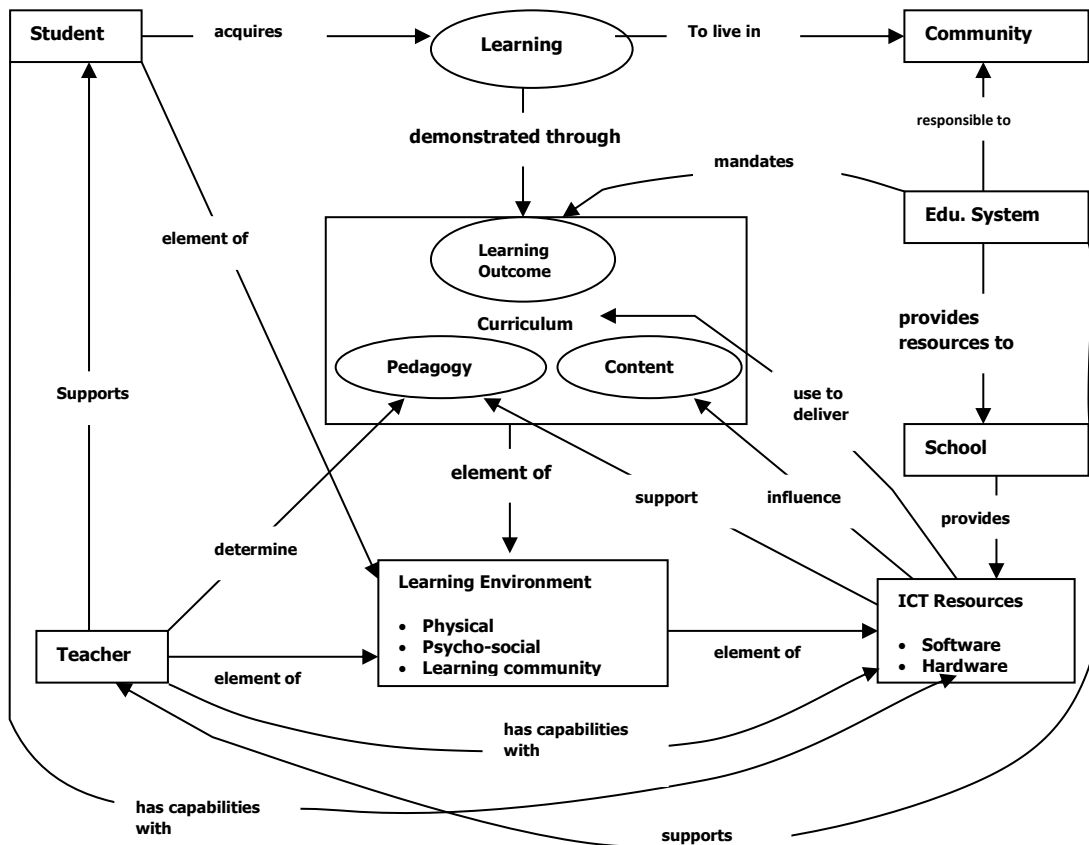 Student
acquires
Learning
To live in
Community
responsible to
demonstrated through
mandates
Edu. System
element of
Learning
Outcome
Curriculum
provides
resources to
Pedagogy
Content
Supports
use to
deliver
School
element of
support
influence
provides
determine
Learning Environment
• Physical
• Psycho-social
• Learning community
ICT Resources
• Software
• Hardware
Teacher
element of
element of
has capabilities
with
has capabilities
with
supports